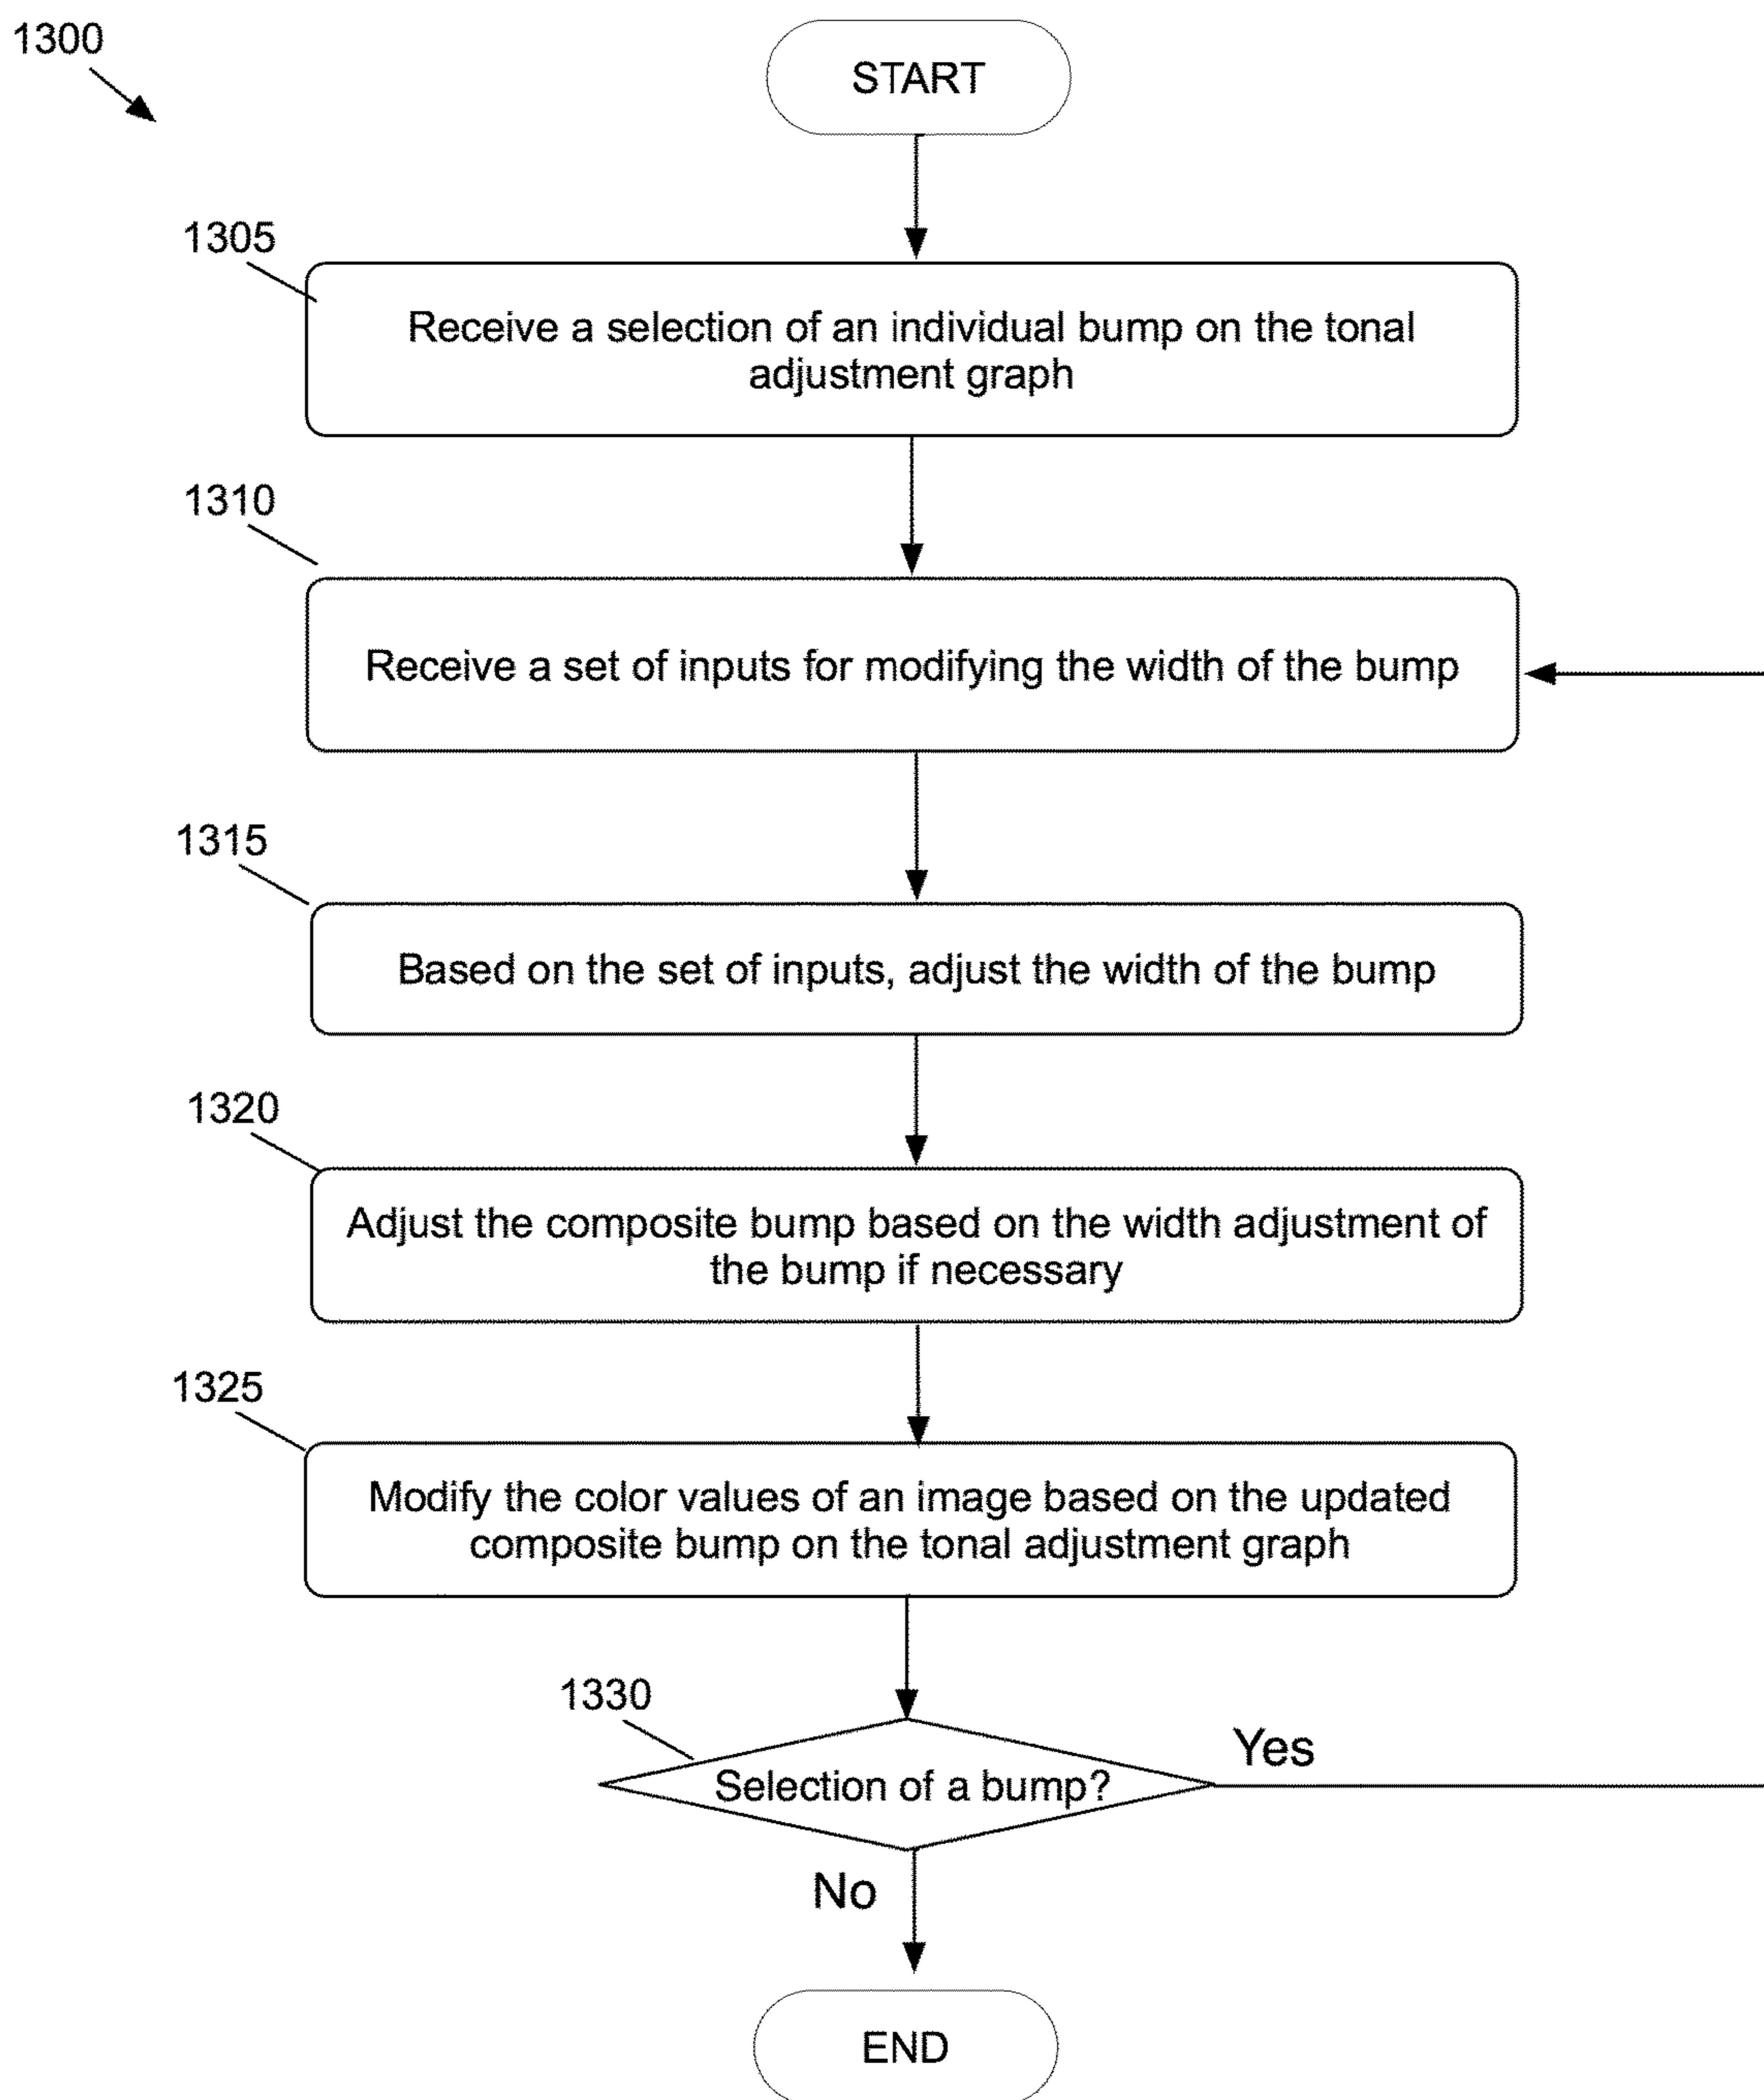 1300
START
1305
Receive a selection of an individual bump on the tonal
adjustment graph
1310
Receive a set of inputs for modifying the width of the bump
1315
Based on the set of inputs, adjust the width of the bump
1320
Adjust the composite bump based on the width adjustment of
the bump if necessary
1325
Modify the color values of an image based on the updated
composite bump on the tonal adjustment graph
1330
Selection of a bump?
Yes
No
END